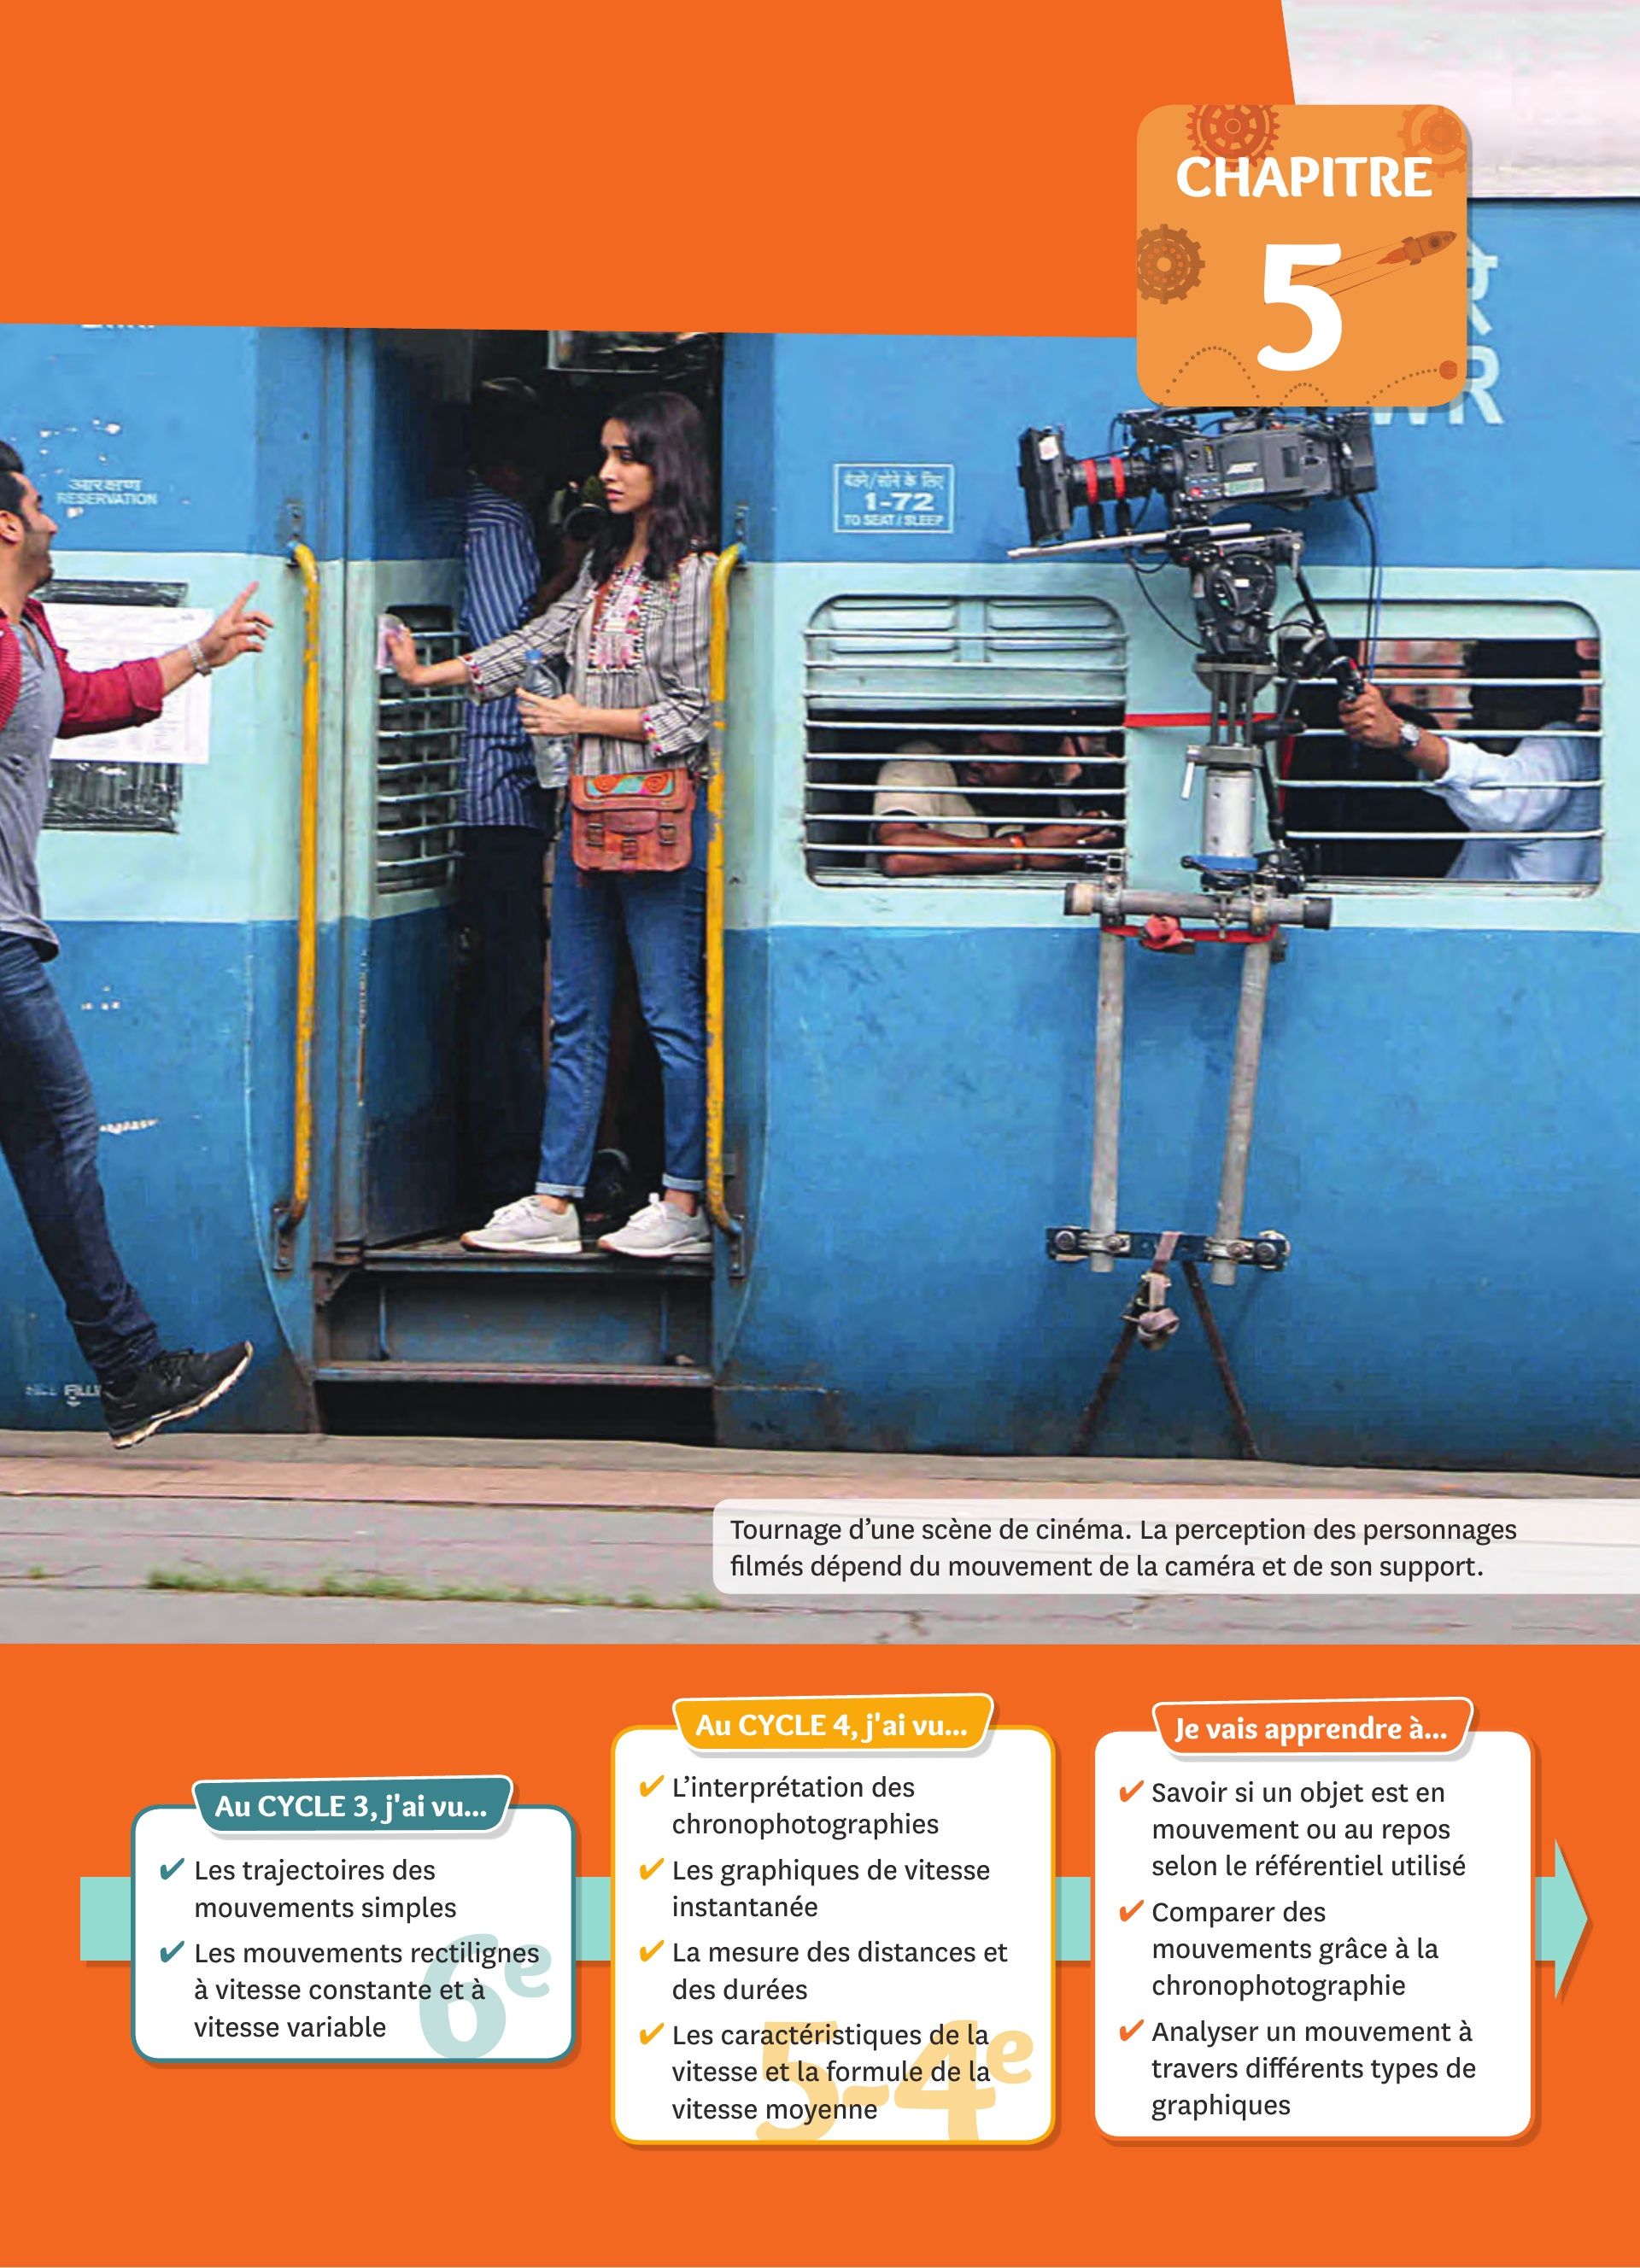 CHAPITRE
5
आरक्षण
RESERVATION
बैठने/सोने के लिए
1-72
TO SEAT / SLEEP
WR
Tournage d’une scène de cinéma. La perception des personnages
filmés dépend du mouvement de la caméra et de son support.
Au CYCLE 3, j'ai vu...
✔ Les trajectoires des
mouvements simples
✔ Les mouvements rectilignes
à vitesse constante et à
vitesse variable
6e
Au CYCLE 4, j'ai vu...
✔ L’interprétation des
chronophotographies
✔ Les graphiques de vitesse
instantanée
✔ La mesure des distances et
des durées
✔ Les caractéristiques de la
vitesse et la formule de la
vitesse moyenne
5-4e
Je vais apprendre à...
✔ Savoir si un objet est en
mouvement ou au repos
selon le référentiel utilisé
✔ Comparer des
mouvements grâce à la
chronophotographie
✔ Analyser un mouvement à
travers différents types de
graphiques